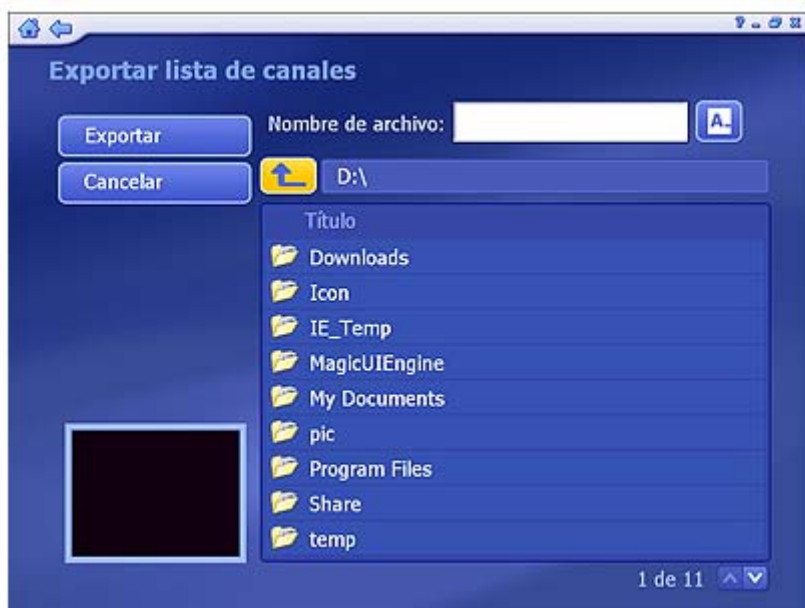 Exportar lista de canales
Exportar
Cancelar
Nombre de archivo:
A
D:\
Título
Downloads
Icon
IE_Temp
MagicUIEngine
My Documents
pic
Program Files
Share
temp
1 de 11